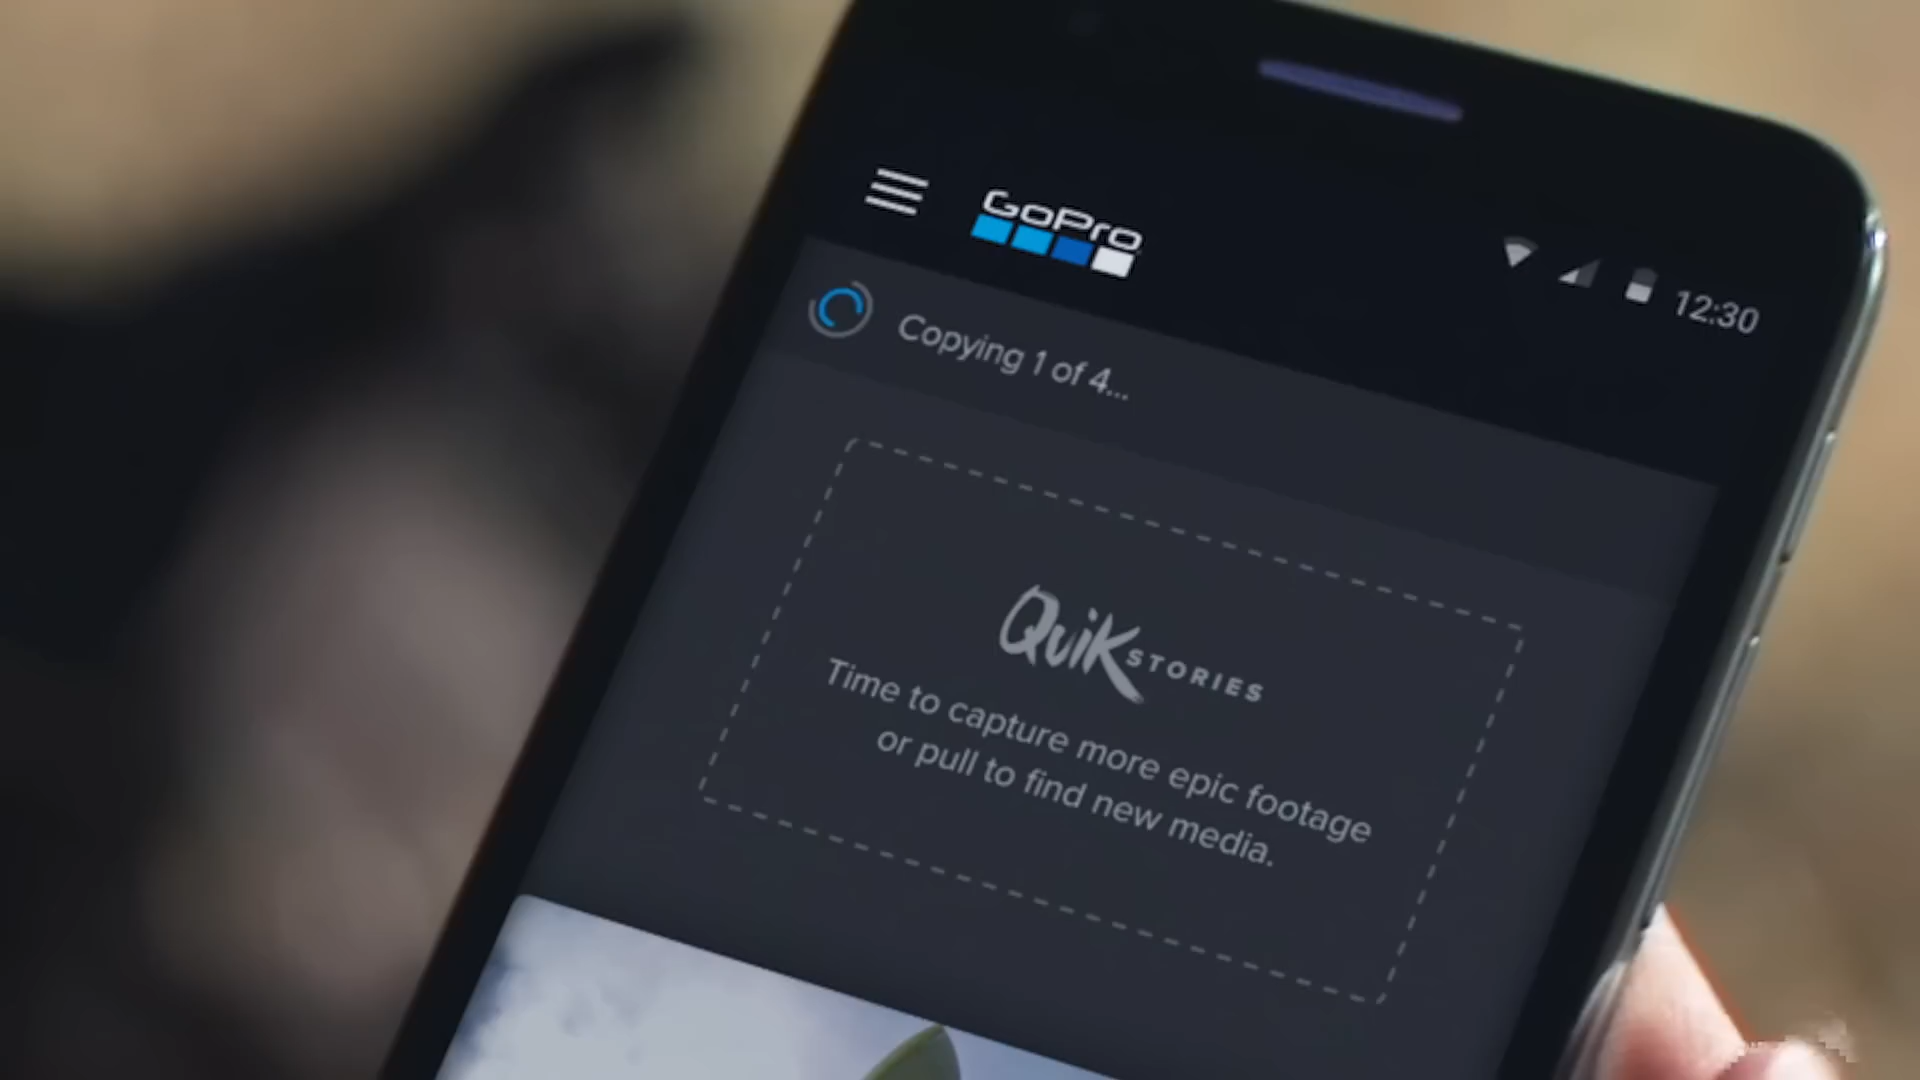 GoPro
12:30
Copying 1 of 4...
Quik STORIES
Time to capture more epic footage
or pull to find new media.